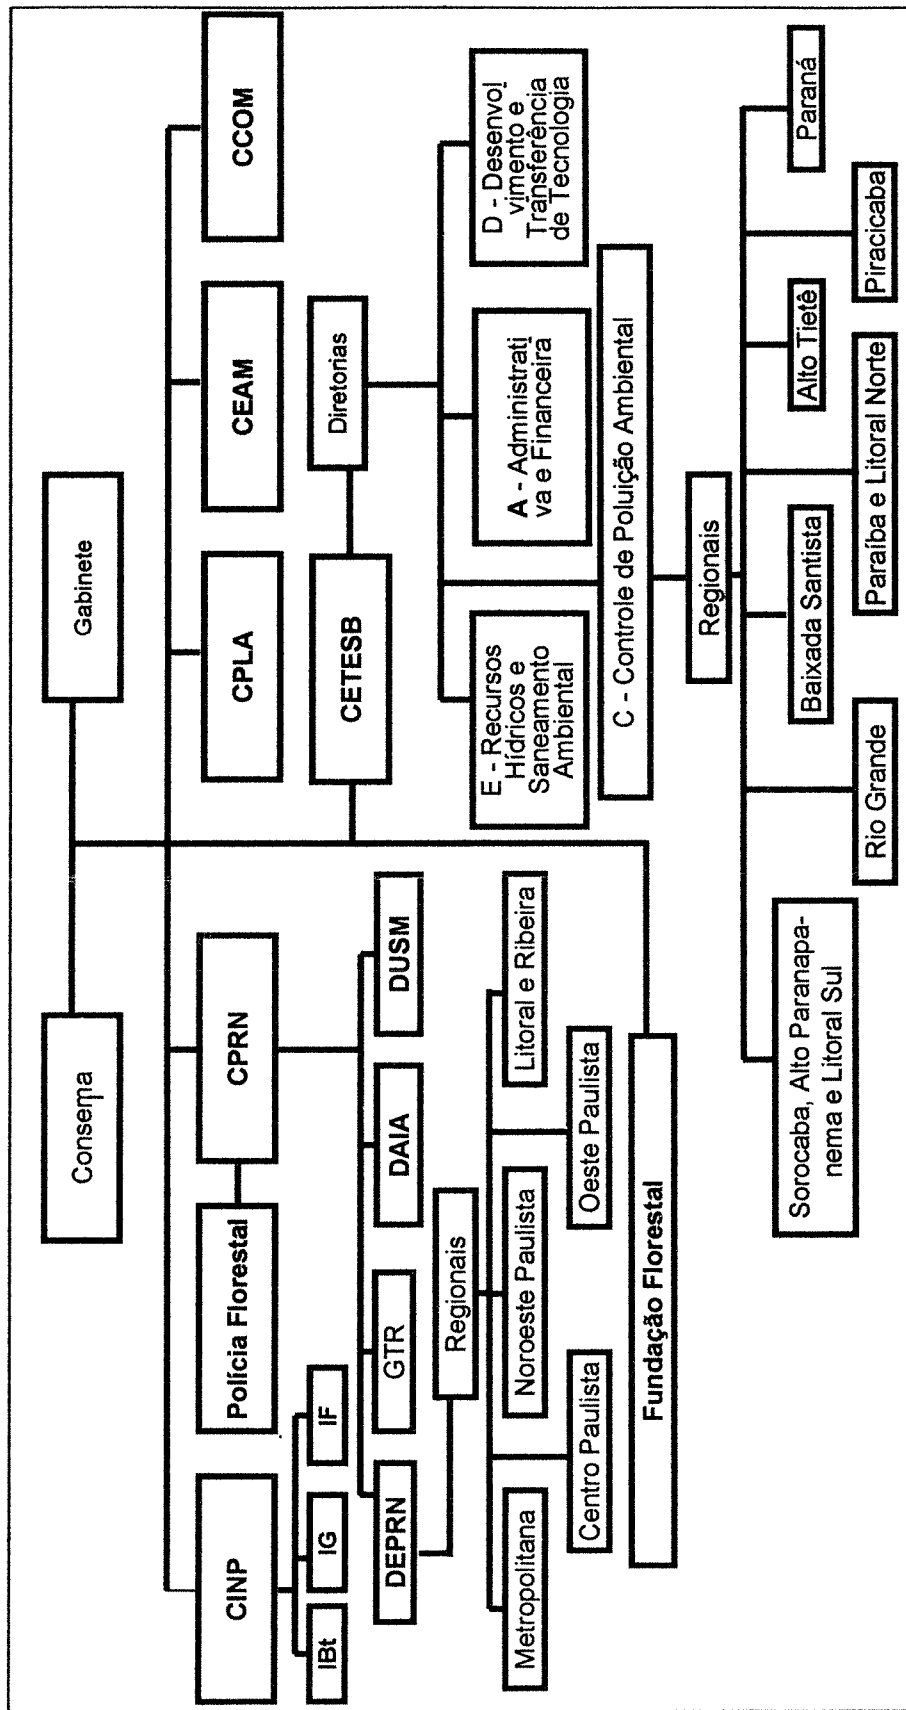 Consema
Gabinete
CINP
Polícia Florestal
CPRN
CPLA
CEAM
CCOM
IBt
IG
IF
CETESB
Diretorias
DEPRN
GTR
DAIA
DUSM
Regionais
E - Recursos
Hídricos e
Saneamento
Ambiental
A - Administrati
va e Financeira
D - Desenvol
vimento e
Transferência
de Tecnologia
Metropolitana
Noroeste Paulista
Litoral e Ribeira
Centro Paulista
Oeste Paulista
C - Controle de Poluição Ambiental
Fundação Florestal
Regionais
Sorocaba, Alto Paranapa-
nema e Litoral Sul
Baixada Santista
Alto Tietê
Paraná
Rio Grande
Paraíba e Litoral Norte
Piracicaba